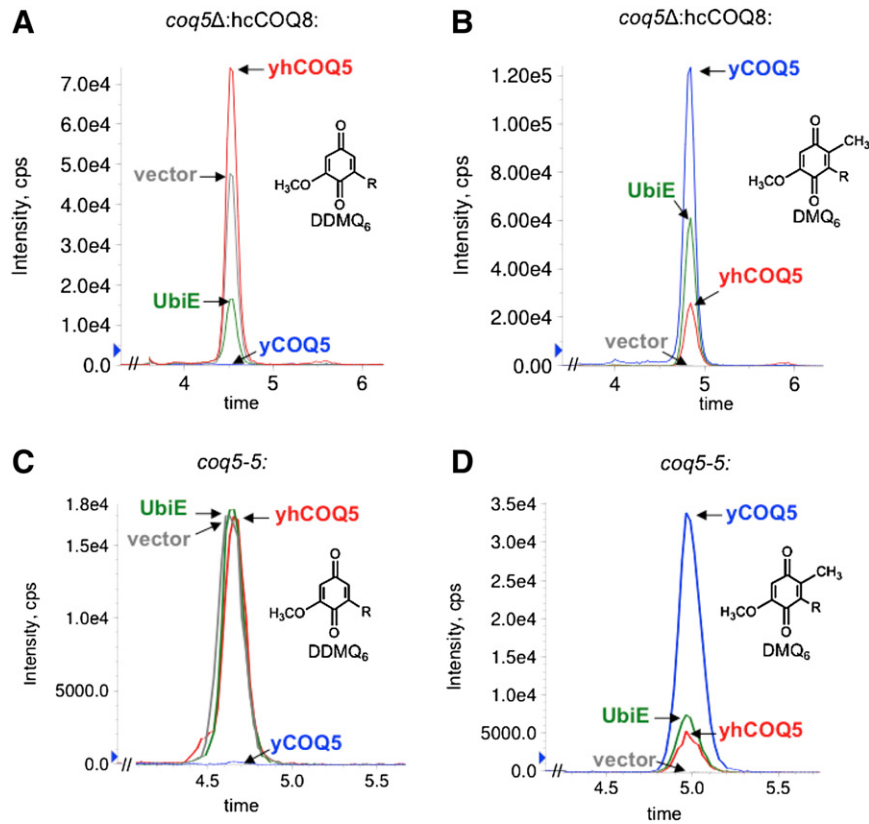 A
coq5Δ:hcCOQ8:
Intensity, cps
7.0e4
6.0e4
5.0e4
4.0e4
3.0e4
2.0e4
1.0e4
0.0
yhCOQ5
vector
UbiE
yCOQ5
O
H3CO
R
O
DDMQ6
//
4
5
6
time
B
coq5Δ:hcCOQ8:
Intensity, cps
1.20e5
1.00e5
8.00e4
6.00e4
4.00e4
2.00e4
0.00
yCOQ5
UbiE
yhCOQ5
vector
O
CH3
H3CO
R
O
DMQ6
//
4
5
6
time
C
coq5-5:
Intensity, cps
1.8e4
1.5e4
1.0e4
5000.0
0.0
UbiE
vector
yhCOQ5
yCOQ5
O
H3CO
R
O
DDMQ6
//
4.5
5.0
5.5
time
D
coq5-5:
Intensity, cps
3.5e4
3.0e4
2.5e4
2.0e4
1.5e4
1.0e4
5000.0
0.0
yCOQ5
UbiE
yhCOQ5
vector
O
CH3
H3CO
R
O
DMQ6
//
4.5
5.0
5.5
time